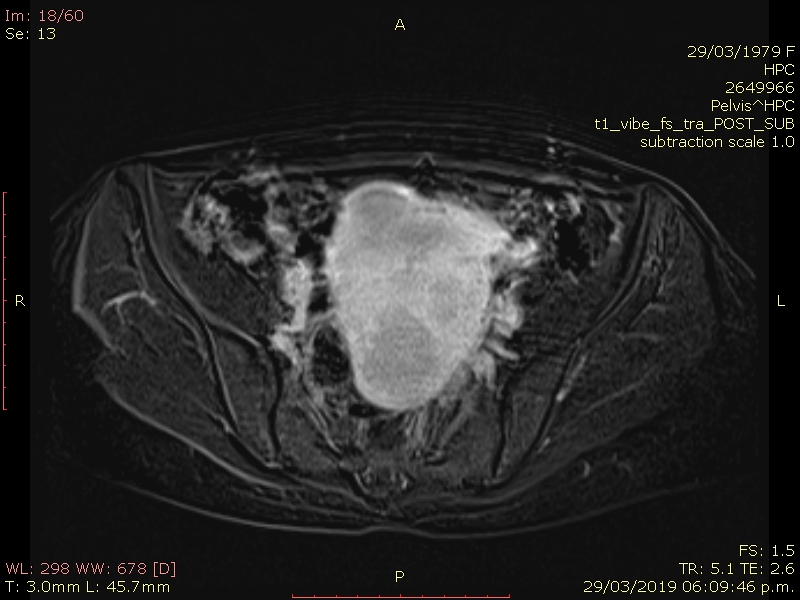 Im: 18/60
Se: 13
A
29/03/1979 F
HPC
2649966
Pelvis^HPC
t1_vibe_fs_tra_POST_SUB
subtraction scale 1.0
R
L
WL: 298 WW: 678 [D]
T: 3.0mm L: 45.7mm
P
FS: 1.5
TR: 5.1 TE: 2.6
29/03/2019 06:09:46 p.m.